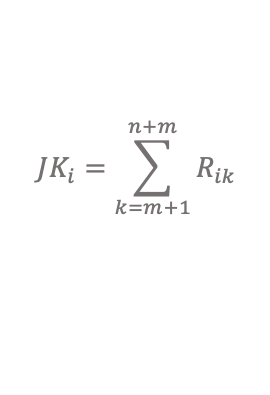 JK_i = \sum_{k=m+1}^{n+m} R_{ik}